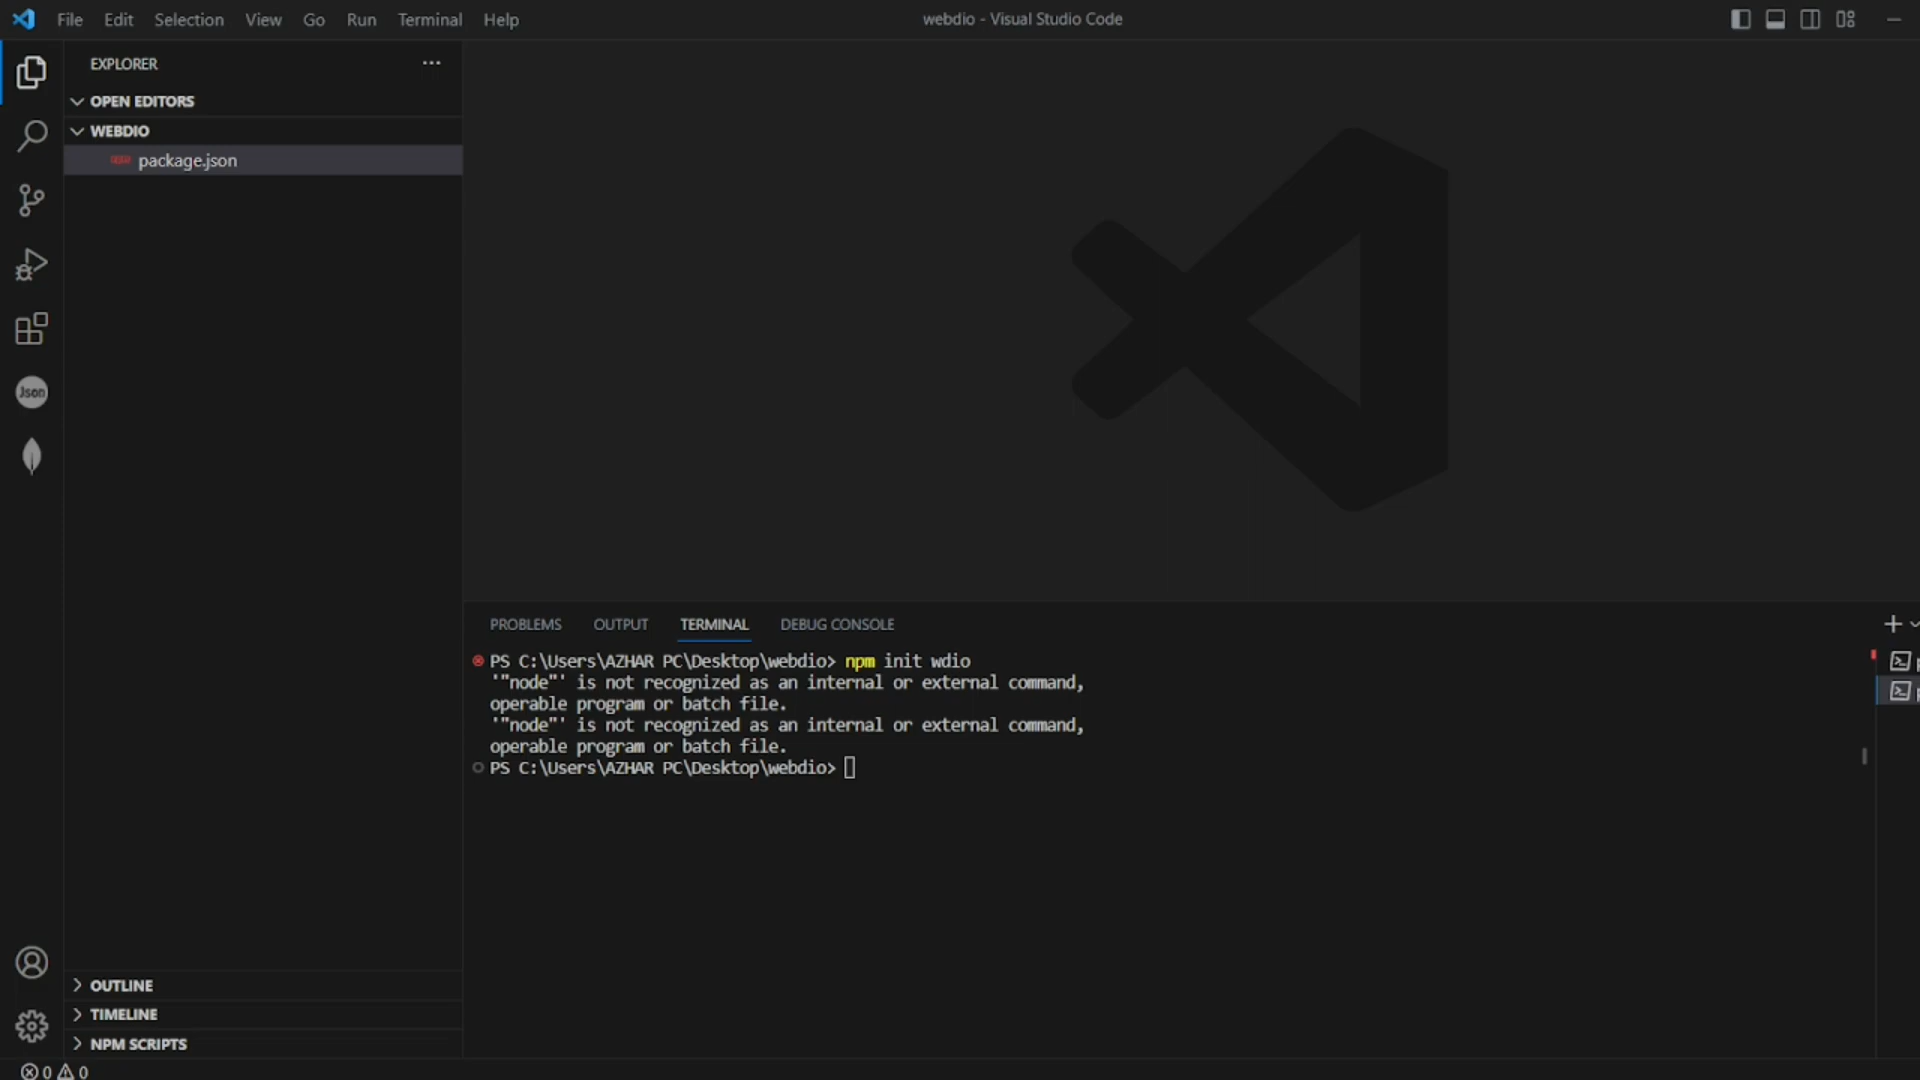 File Edit Selection View Go Run Terminal Help
webdio - Visual Studio Code
EXPLORER
OPEN EDITORS
WEBDIO
package.json
Json
OUTLINE
TIMELINE
NPM SCRIPTS
0 0
PROBLEMS OUTPUT TERMINAL DEBUG CONSOLE
PS C:\Users\AZHAR PC\Desktop\webdio> npm init wdio
'"node"' is not recognized as an internal or external command,
operable program or batch file.
'"node"' is not recognized as an internal or external command,
operable program or batch file.
PS C:\Users\AZHAR PC\Desktop\webdio>